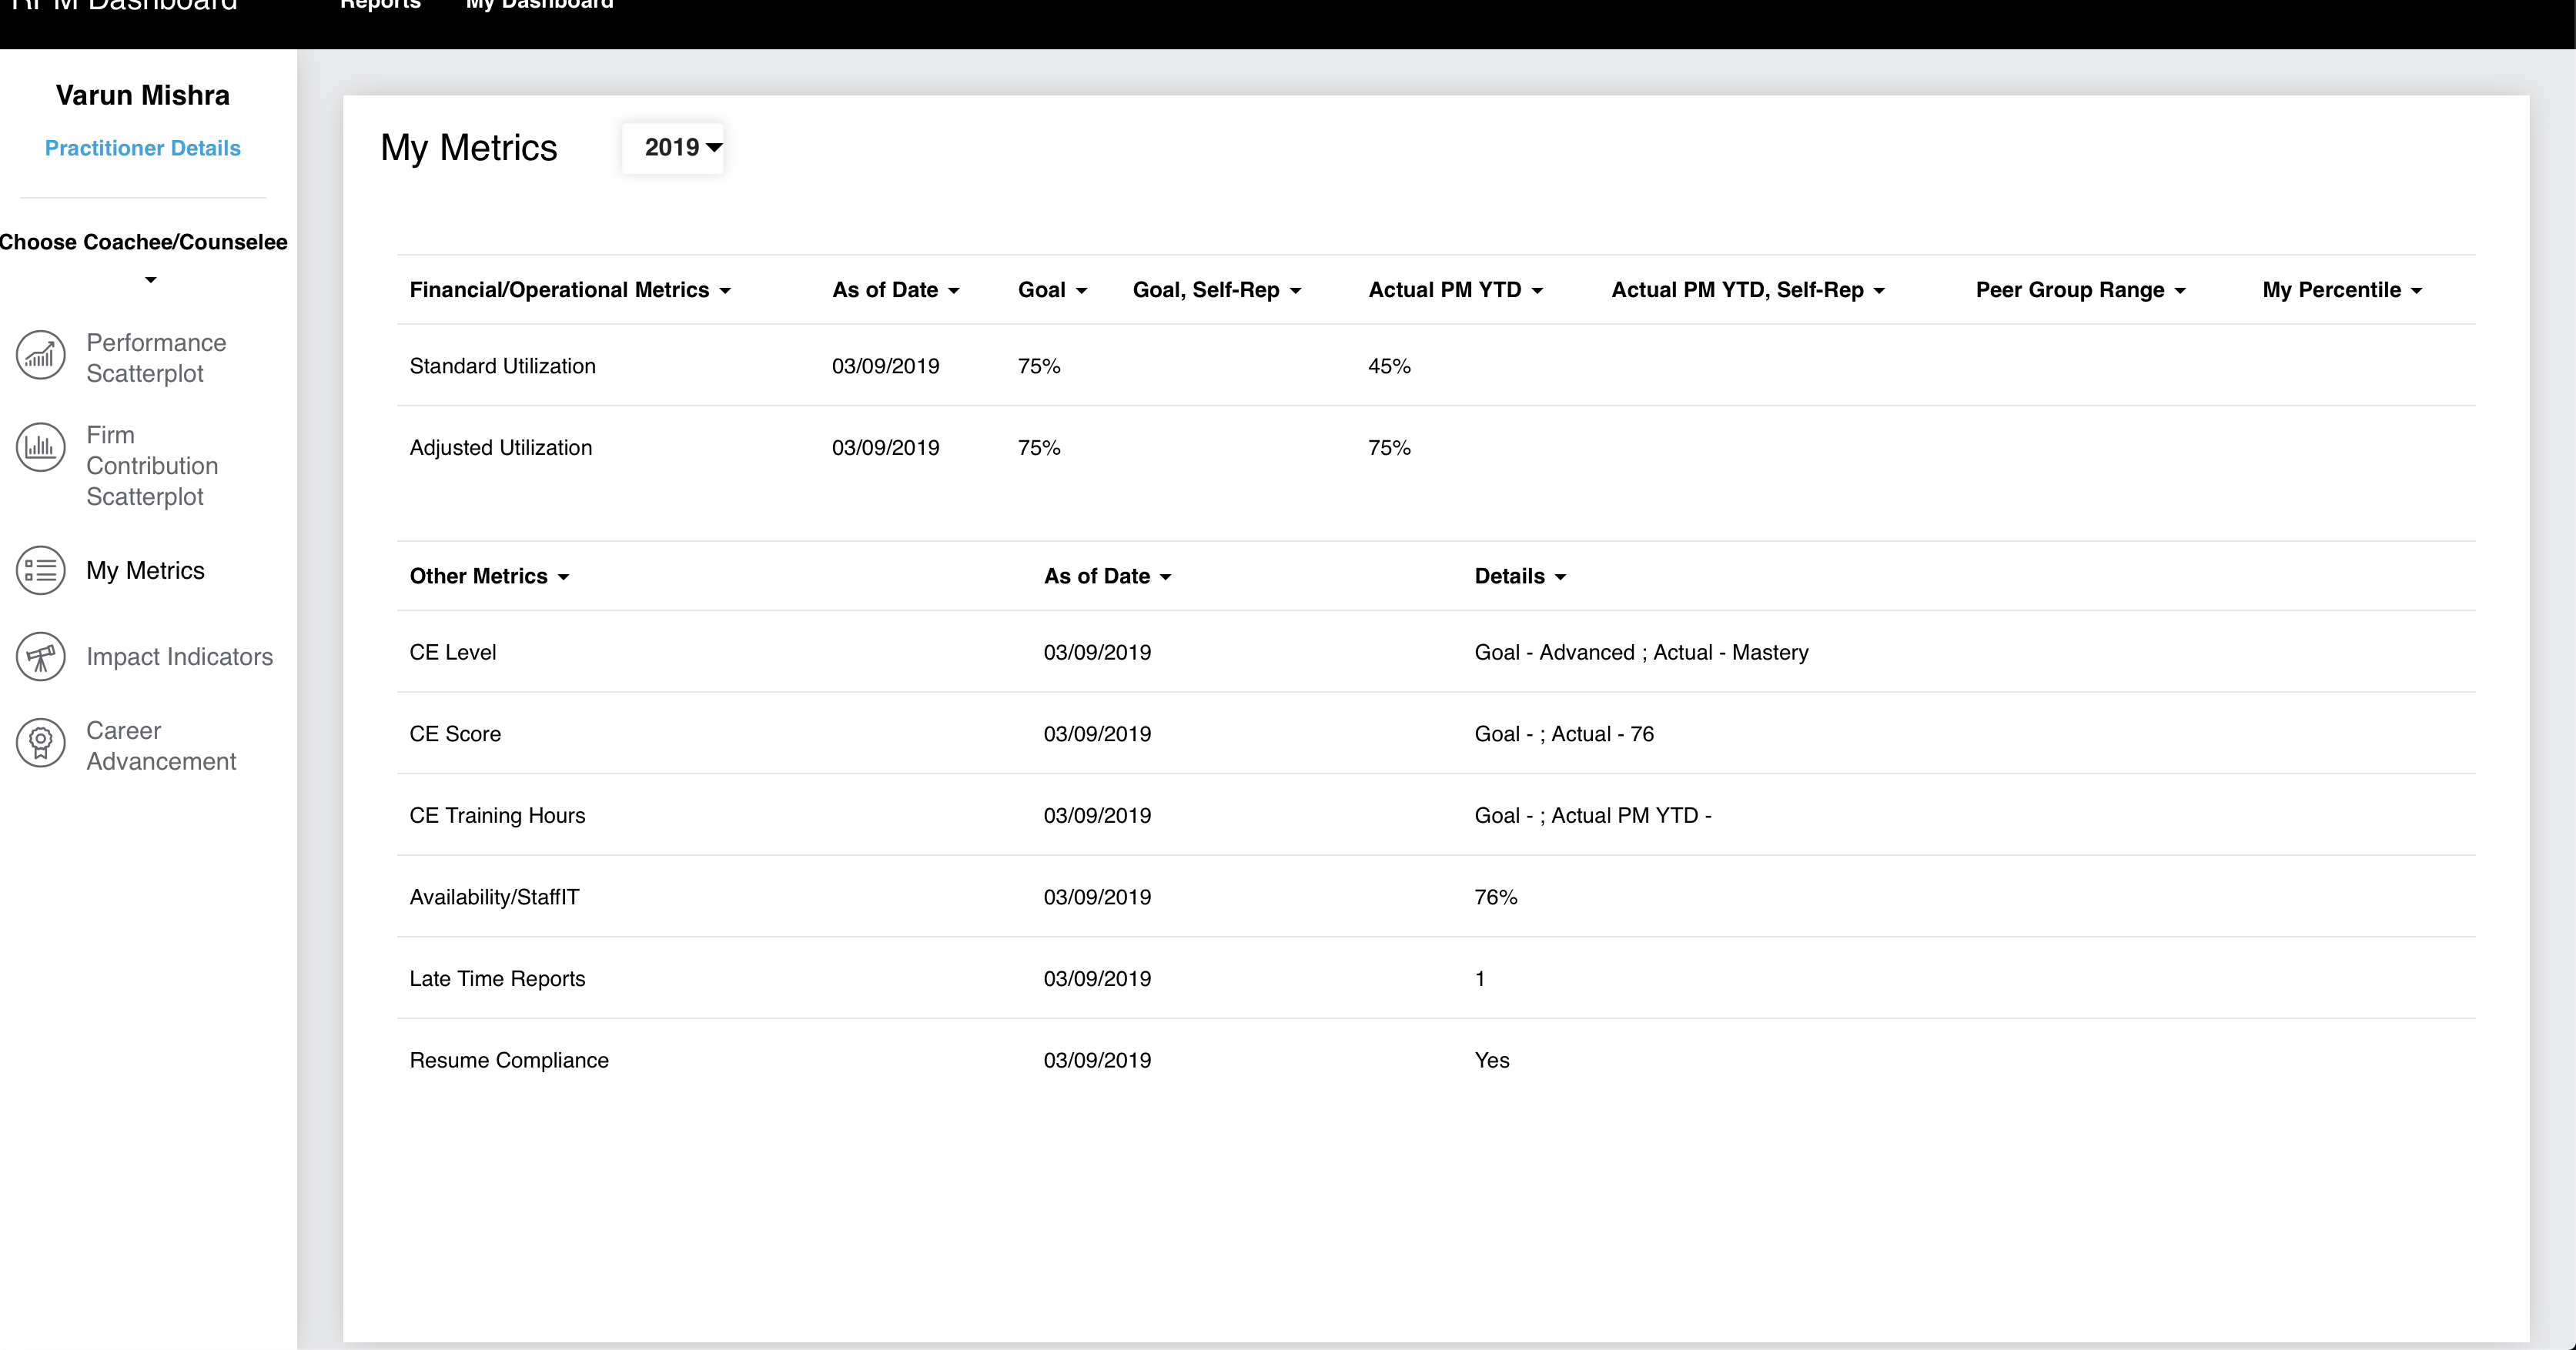 RPM Dashboard Reports My Dashboard
Varun Mishra
Practitioner Details
Choose Coachee/Counselee
Performance
Scatterplot
Firm
Contribution
Scatterplot
My Metrics
Impact Indicators
Career
Advancement
My Metrics 2019
Financial/Operational Metrics As of Date Goal Goal, Self-Rep Actual PM YTD Actual PM YTD, Self-Rep Peer Group Range My Percentile
Standard Utilization 03/09/2019 75% 45%
Adjusted Utilization 03/09/2019 75% 75%
Other Metrics As of Date Details
CE Level 03/09/2019 Goal - Advanced ; Actual - Mastery
CE Score 03/09/2019 Goal - ; Actual - 76
CE Training Hours 03/09/2019 Goal - ; Actual PM YTD -
Availability/StaffIT 03/09/2019 76%
Late Time Reports 03/09/2019 1
Resume Compliance 03/09/2019 Yes